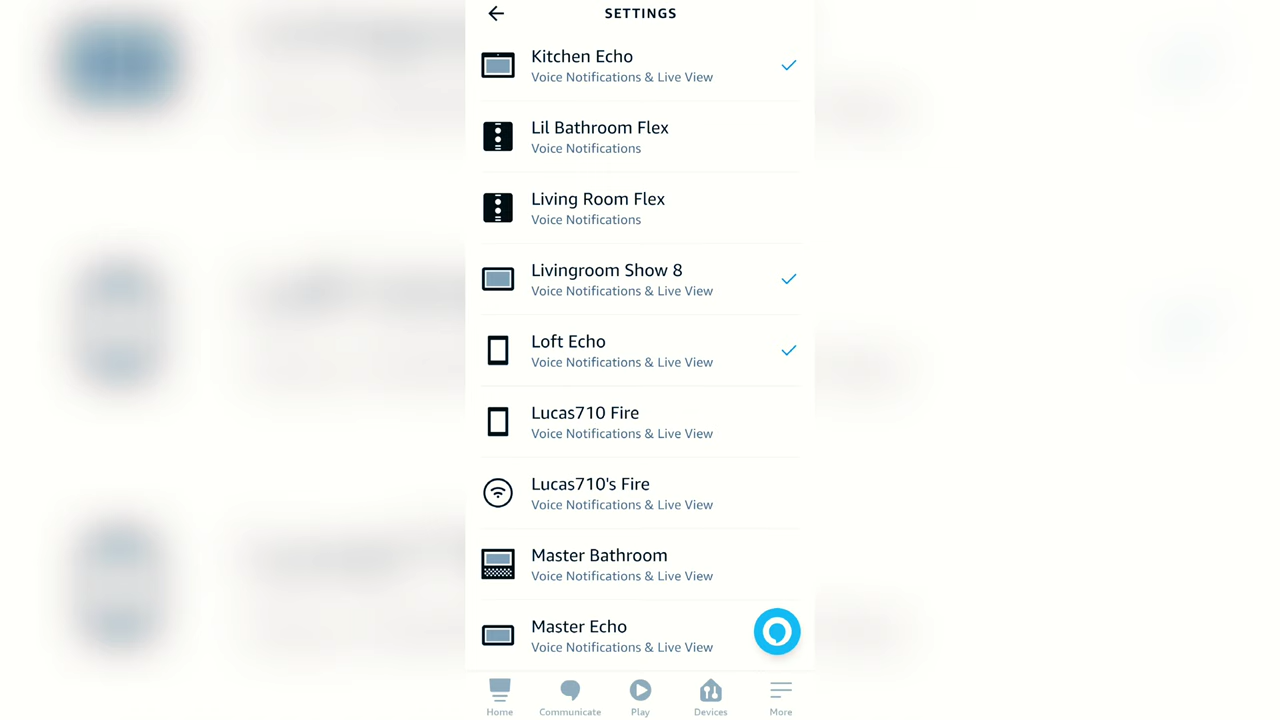 SETTINGS
Kitchen Echo
Voice Notifications & Live View
Lil Bathroom Flex
Voice Notifications
Living Room Flex
Voice Notifications
Livingroom Show 8
Voice Notifications & Live View
Loft Echo
Voice Notifications & Live View
Lucas710 Fire
Voice Notifications & Live View
Lucas710's Fire
Voice Notifications & Live View
Master Bathroom
Voice Notifications & Live View
Master Echo
Voice Notifications & Live View
Home Communicate Play Devices More